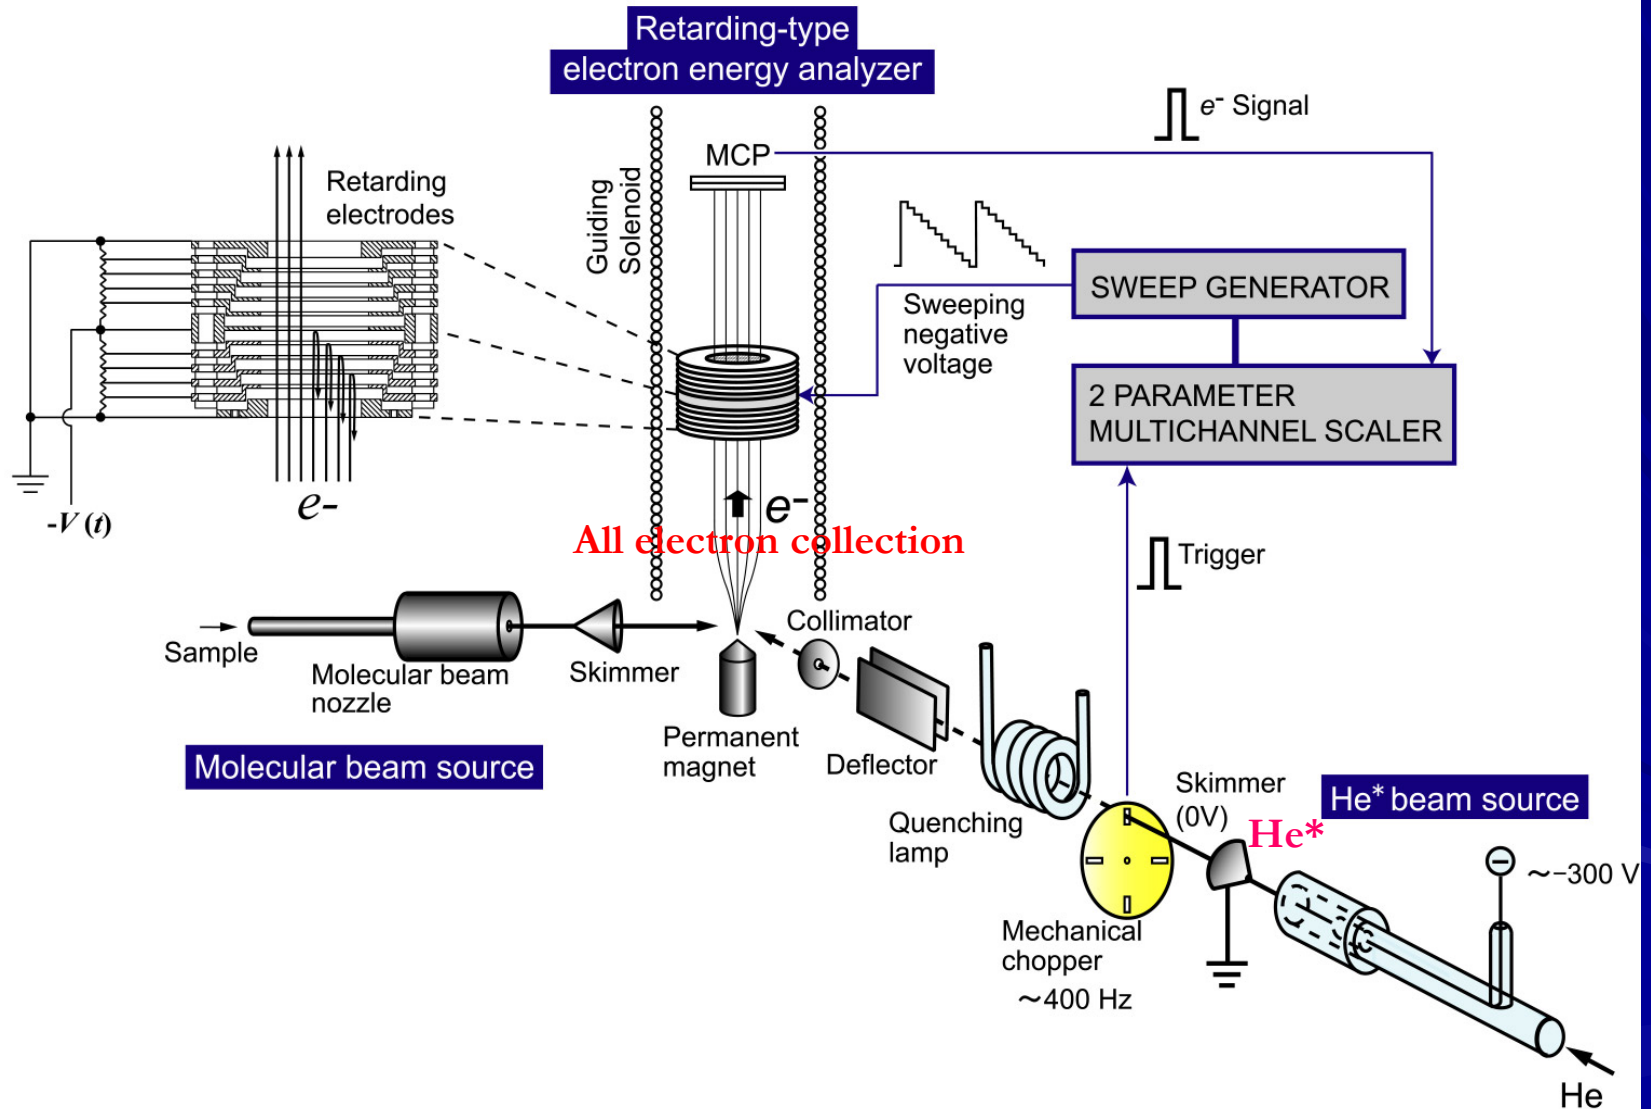 Retarding-type
electron energy analyzer
e- Signal
MCP
Retarding
electrodes
Guiding
Solenoid
SWEEP GENERATOR
Sweeping
negative
voltage
2 PARAMETER
MULTICHANNEL SCALER
-V (t)
e-
e-
All electron collection
Trigger
Sample
Molecular beam
nozzle
Skimmer
Collimator
Permanent
magnet
Deflector
Molecular beam source
Quenching
lamp
Skimmer
(0V)
He*
He* beam source
~-300 V
Mechanical
chopper
~400 Hz
He